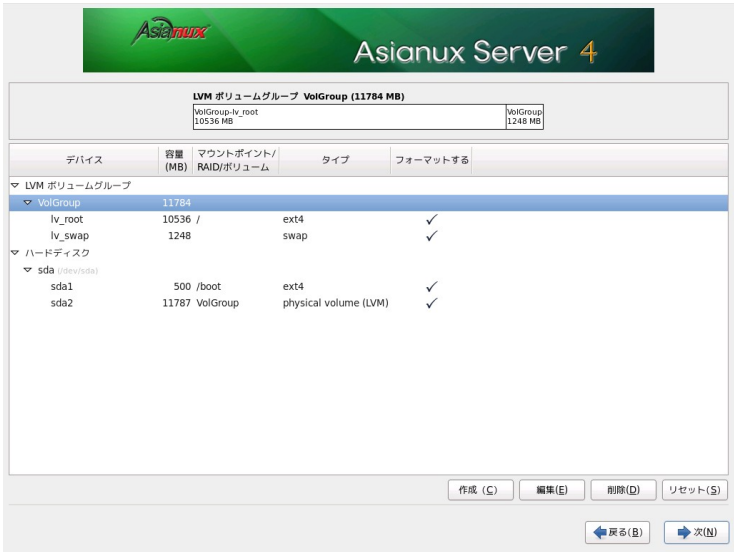 Asianux
Asianux Server 4
LVM ボリュームグループ VolGroup (11784 MB)
VolGroup-lv_root
10536 MB
VolGroup
1248 MB
デバイス
容量
(MB)
マウントポイント/
RAID/ボリューム
タイプ
フォーマットする
LVM ボリュームグループ
VolGroup 11784
lv_root 10536 / ext4
lv_swap 1248 swap
ハードディスク
sda (/dev/sda)
sda1 500 /boot ext4
sda2 11787 VolGroup physical volume (LVM)
作成 (C) 編集(E) 削除(D) リセット(S)
戻る(B) 次(N)